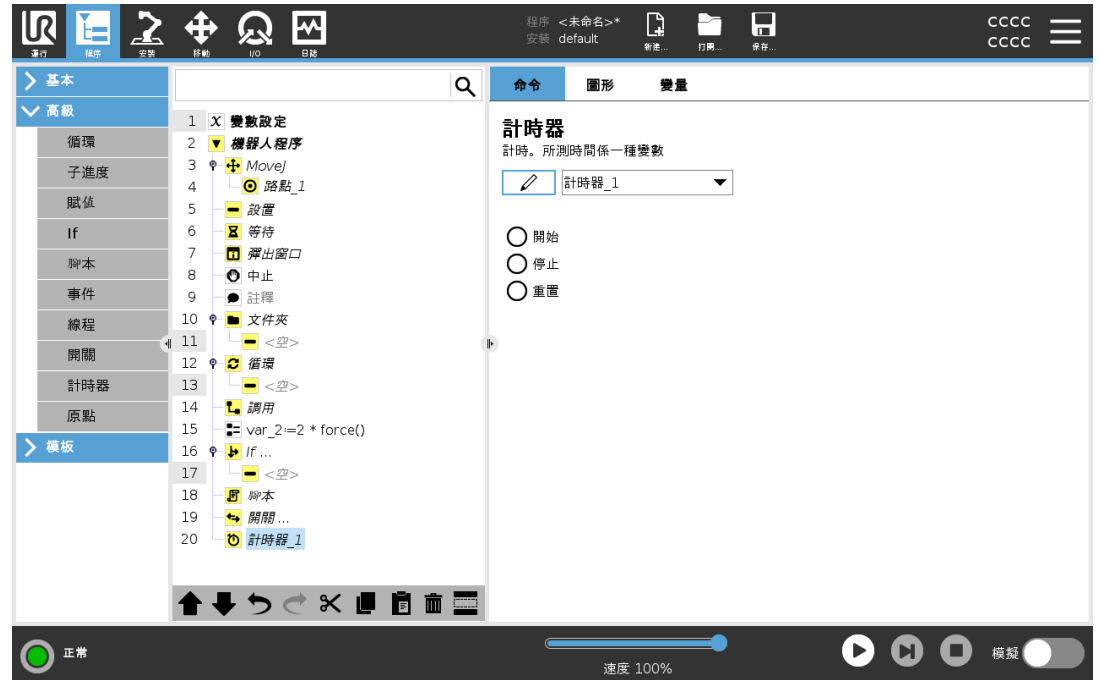 程序 <未命名>*
安裝 default
新建...
打開...
保存...
CCCC
CCCC
運行
程序
安裝
移動
I/O
日誌
基本
高級
循環
子進度
賦值
If
腳本
事件
線程
開關
計時器
原點
模板
1 X 變數設定
2 機器人程序
3 MoveJ
4 路點_1
5 設置
6 等待
7 彈出窗口
8 中止
9 註釋
10 文件夾
11 <空>
12 循環
13 <空>
14 調用
15 var_2:=2 * force()
16 If ...
17 <空>
18 腳本
19 開關 ...
20 計時器_1
命令 圖形 變量
計時器
計時。所測時間係一種變數
計時器_1
開始
停止
重置
正常
速度 100%
模擬